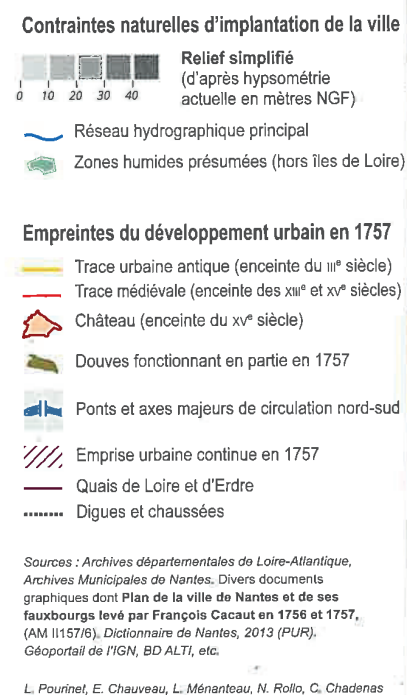 Contraintes naturelles d'implantation de la ville
Relief simplifié
(d'après hypsométrie
actuelle en mètres NGF)
0 10 20 30 40
Réseau hydrographique principal
Zones humides présumées (hors îles de Loire)
Empreintes du développement urbain en 1757
Trace urbaine antique (enceinte du IIIe siècle)
Trace médiévale (enceinte des XIIIe et XVe siècles)
Château (enceinte du XVe siècle)
Douves fonctionnant en partie en 1757
Ponts et axes majeurs de circulation nord-sud
Emprise urbaine continue en 1757
Quais de Loire et d'Erdre
Digues et chaussées
Sources : Archives départementales de Loire-Atlantique,
Archives Municipales de Nantes. Divers documents
graphiques dont Plan de la ville de Nantes et de ses
fauxbourgs levé par François Cacaut en 1756 et 1757,
(AM II157/6). Dictionnaire de Nantes, 2013 (PUR).
Géoportail de l'IGN, BD ALTI, etc.
L. Pourinet, E. Chauveau, L. Ménanteau, N. Rollo, C. Chadenas